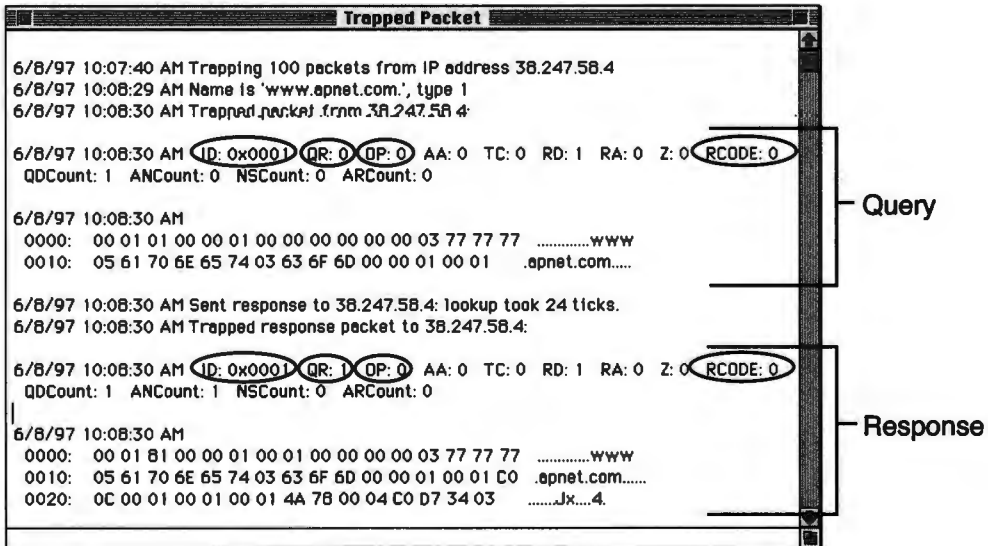 Trapped Packet
6/8/97 10:07:40 AM Trapping 100 packets from IP address 38.247.58.4
6/8/97 10:08:29 AM Name is 'www.apnet.com.', type 1
6/8/97 10:08:30 AM Trapped packet from 38.247.58.4:
6/8/97 10:08:30 AM ID: 0x0001 QR: 0 OP: 0 AA: 0 TC: 0 RD: 1 RA: 0 Z: 0 RCODE: 0
QDCount: 1 ANCount: 0 NSCount: 0 ARCount: 0
Query
6/8/97 10:08:30 AM
0000: 00 01 01 00 00 01 00 00 00 00 00 00 03 77 77 77 .............www
0010: 05 61 70 6E 65 74 03 63 6F 6D 00 00 01 00 01 .apnet.com.....
6/8/97 10:08:30 AM Sent response to 38.247.58.4: lookup took 24 ticks.
6/8/97 10:08:30 AM Trapped response packet to 38.247.58.4:
6/8/97 10:08:30 AM ID: 0x0001 QR: 1 OP: 0 AA: 0 TC: 0 RD: 1 RA: 0 Z: 0 RCODE: 0
QDCount: 1 ANCount: 1 NSCount: 0 ARCount: 0
Response
6/8/97 10:08:30 AM
0000: 00 01 81 00 00 01 00 01 00 00 00 00 03 77 77 77 .............www
0010: 05 61 70 6E 65 74 03 63 6F 6D 00 00 01 00 01 C0 .apnet.com......
0020: 0C 00 01 00 01 00 01 4A 78 00 04 C0 D7 34 03 .......Jx....4.